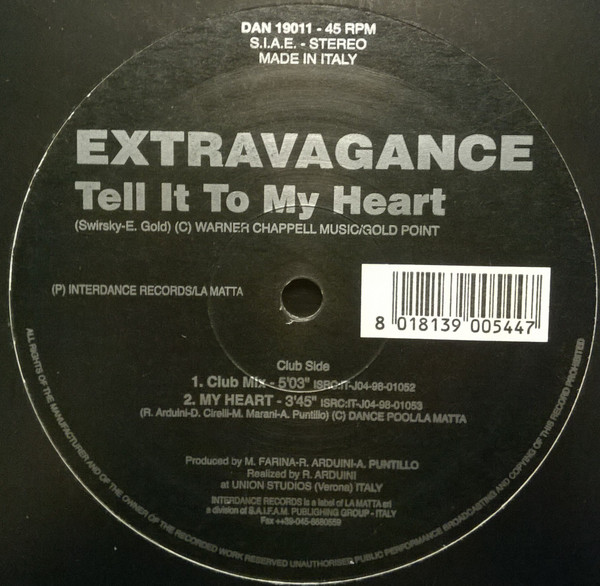 DAN 19011 - 45 RPM
S.I.A.E. - STEREO
MADE IN ITALY
EXTRAVAGANCE
Tell It To My Heart
(Swirsky-E. Gold) (C) WARNER CHAPPELL MUSIC/GOLD POINT
(P) INTERDANCE RECORDS/LA MATTA
8 018139 005447
Club Side
1. Club Mix - 5'03" ISRC:IT-J04-98-01052
2. MY HEART - 3'45" ISRC:IT-J04-98-01053
(R. Arduini-D. Cirelli-M. Marani-A. Puntillo) (C) DANCE POOL/LA MATTA
Produced by M. FARINA-R. ARDUINI-A. PUNTILLO
Realized by R. ARDUINI
at UNION STUDIOS (Verona) ITALY
INTERDANCE RECORDS is a label of LA MATTA srl
a division of S.A.I.F.A.M. PUBLISHING GROUP - ITALY
Fax ++39-045-8680559
ALL RIGHTS OF THE MANUFACTURER AND OF THE OWNER OF THE RECORDED WORK RESERVED UNAUTHORISED PUBLIC PERFORMANCE BROADCASTING AND COPYING OF THIS RECORD PROHIBITED